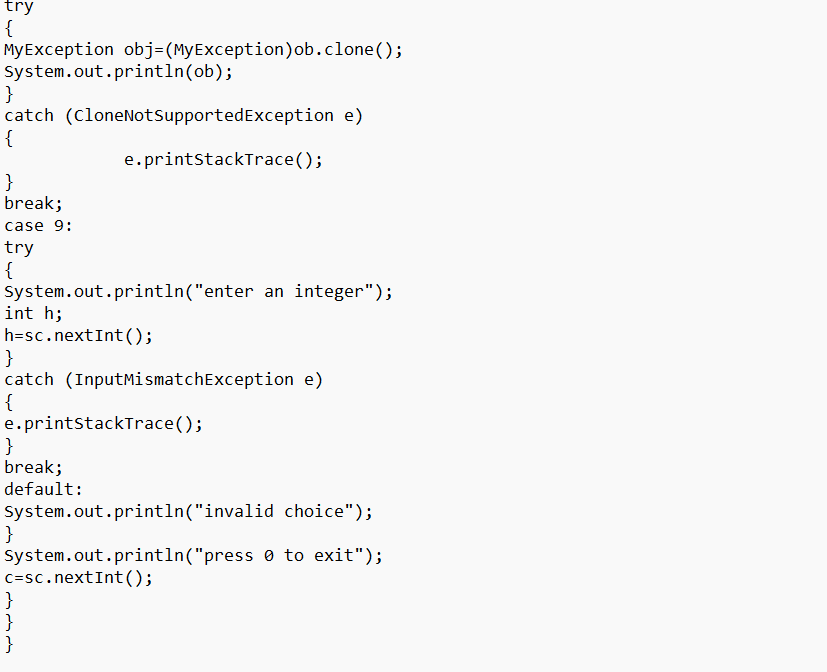 try
{
MyException obj=(MyException)ob.clone();
System.out.println(ob);
}
catch (CloneNotSupportedException e)
{
            e.printStackTrace();
}
break;
case 9:
try
{
System.out.println("enter an integer");
int h;
h=sc.nextInt();
}
catch (InputMismatchException e)
{
e.printStackTrace();
}
break;
default:
System.out.println("invalid choice");
}
System.out.println("press 0 to exit");
c=sc.nextInt();
}
}
}